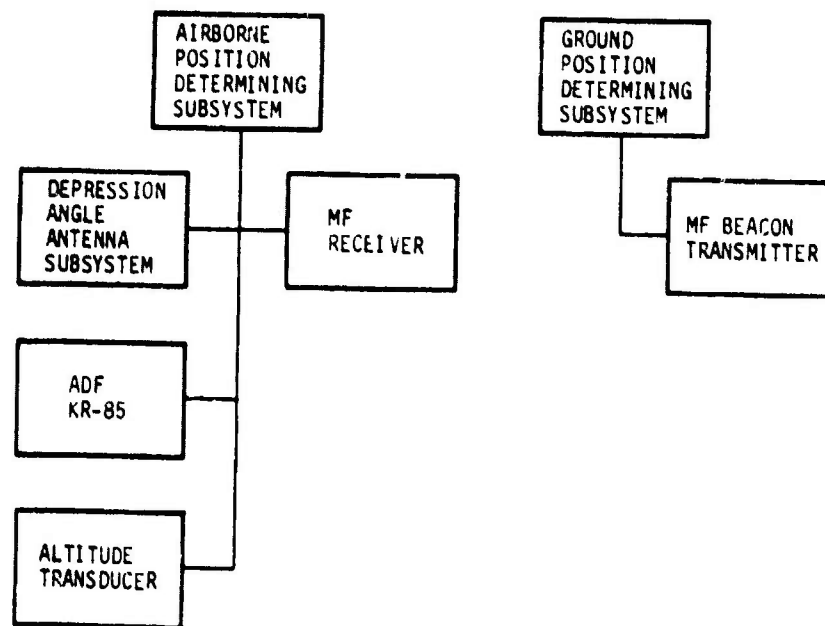 AIRBORNE
POSITION
DETERMINING
SUBSYSTEM
GROUND
POSITION
DETERMINING
SUBSYSTEM
DEPRESSION
ANGLE
ANTENNA
SUBSYSTEM
MF
RECEIVER
MF BEACON
TRANSMITTER
ADF
KR-85
ALTITUDE
TRANSDUCER